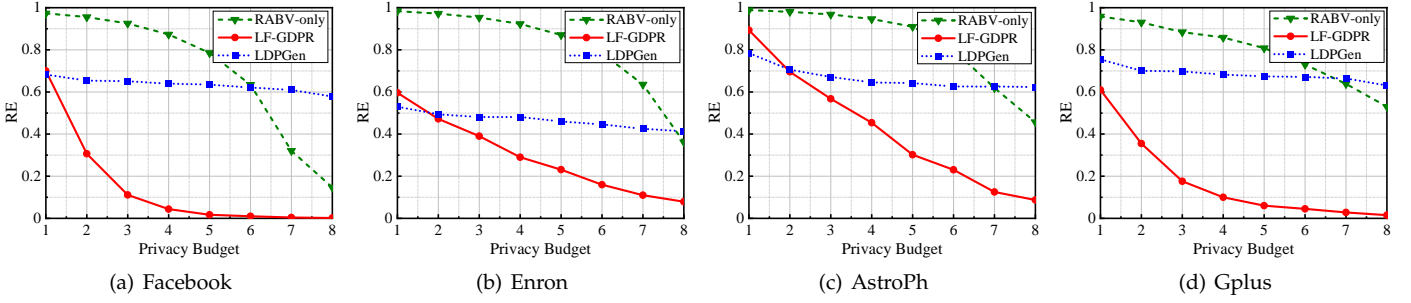 1
0.8
0.6
0.4
0.2
0
RE
1 2 3 4 5 6 7 8
Privacy Budget
RABV-only
LF-GDPR
LDPGen
(a) Facebook
1
0.8
0.6
0.4
0.2
0
RE
1 2 3 4 5 6 7 8
Privacy Budget
RABV-only
LF-GDPR
LDPGen
(b) Enron
1
0.8
0.6
0.4
0.2
0
RE
1 2 3 4 5 6 7 8
Privacy Budget
RABV-only
LF-GDPR
LDPGen
(c) AstroPh
1
0.8
0.6
0.4
0.2
0
RE
1 2 3 4 5 6 7 8
Privacy Budget
RABV-only
LF-GDPR
LDPGen
(d) Gplus